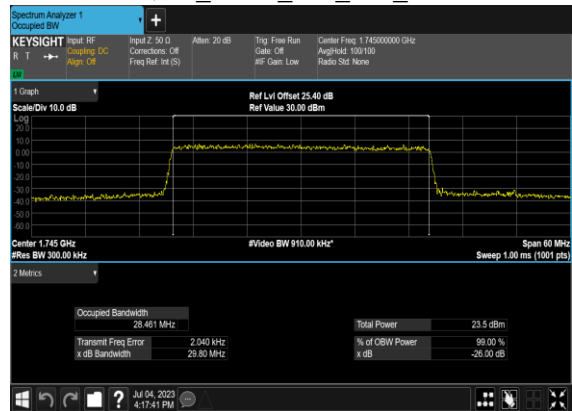 Spectrum Analyzer 1
Occupied BW
KEYSIGHT Input: RF Input Z: 50 Ω Atten: 20 dB Trig: Free Run Center Freq: 1.745000000 GHz
R T Coupling: DC Corrections: Off Gate: Off Avg|Hold: 100/100
Align: Off Freq Ref: Int (S) #IF Gain: Low Radio Std: None
1 Graph
Ref Lvl Offset 25.40 dB
Scale/Div 10.0 dB Ref Value 30.00 dBm
Log
20.0
10.0
0.00
-10.0
-20.0
-30.0
-40.0
-50.0
-60.0
Center 1.745 GHz #Video BW 910.00 kHz* Span 60 MHz
#Res BW 300.00 kHz Sweep 1.00 ms (1001 pts)
2 Metrics
Occupied Bandwidth
28.461 MHz Total Power 23.5 dBm
Transmit Freq Error 2.040 kHz % of OBW Power 99.00 %
x dB Bandwidth 29.80 MHz x dB -26.00 dB
? Jul 04, 2023
4:17:41 PM